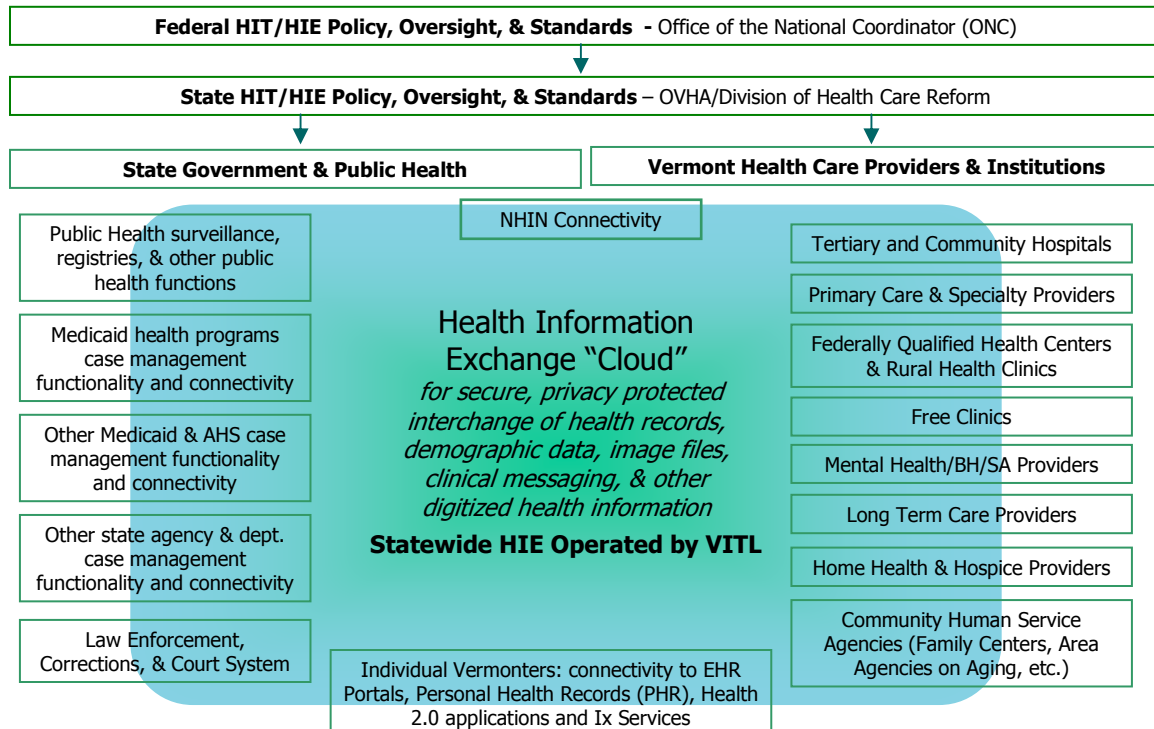 Federal HIT/HIE Policy, Oversight, & Standards - Office of the National Coordinator (ONC)
State HIT/HIE Policy, Oversight, & Standards – OVHA/Division of Health Care Reform
State Government & Public Health
Vermont Health Care Providers & Institutions
NHIN Connectivity
Public Health surveillance,
registries, & other public
health functions
Medicaid health programs
case management
functionality and connectivity
Other Medicaid & AHS case
management functionality
and connectivity
Other state agency & dept.
case management
functionality and connectivity
Law Enforcement,
Corrections, & Court System
Health Information
Exchange “Cloud”
for secure, privacy protected
interchange of health records,
demographic data, image files,
clinical messaging, & other
digitized health information
Statewide HIE Operated by VITL
Tertiary and Community Hospitals
Primary Care & Specialty Providers
Federally Qualified Health Centers
& Rural Health Clinics
Free Clinics
Mental Health/BH/SA Providers
Long Term Care Providers
Home Health & Hospice Providers
Community Human Service
Agencies (Family Centers, Area
Agencies on Aging, etc.)
Individual Vermonters: connectivity to EHR
Portals, Personal Health Records (PHR), Health
2.0 applications and Ix Services